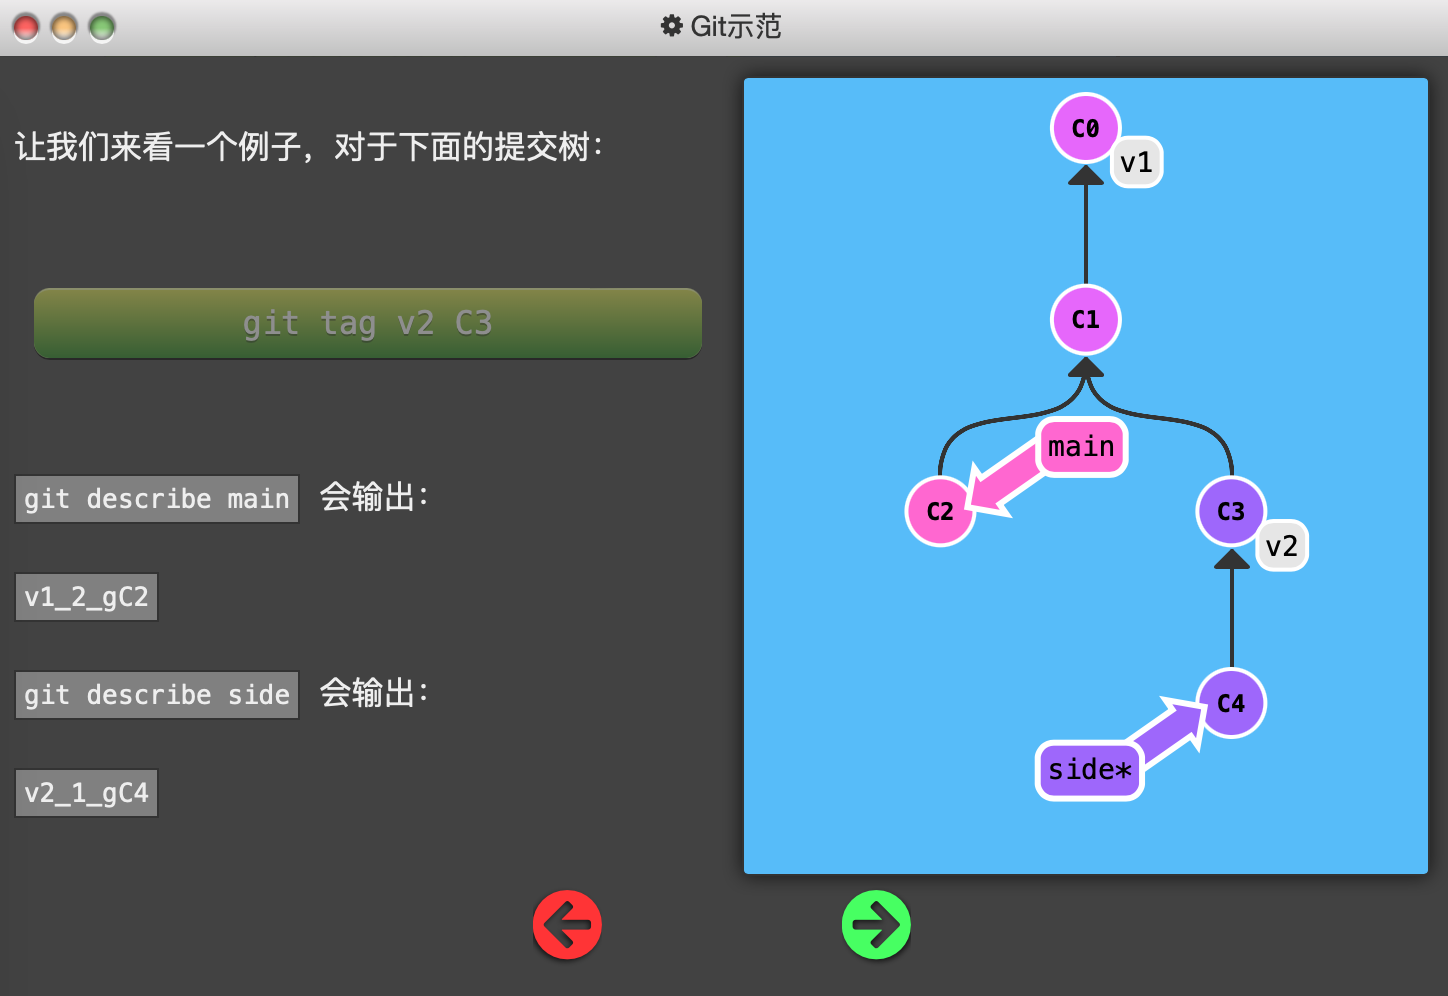 Git示范
让我们来看一个例子，对于下面的提交树：
git tag v2 C3
git describe main 会输出：
v1_2_gC2
git describe side 会输出：
v2_1_gC4
C0
v1
C1
main
C2
C3
v2
C4
side*